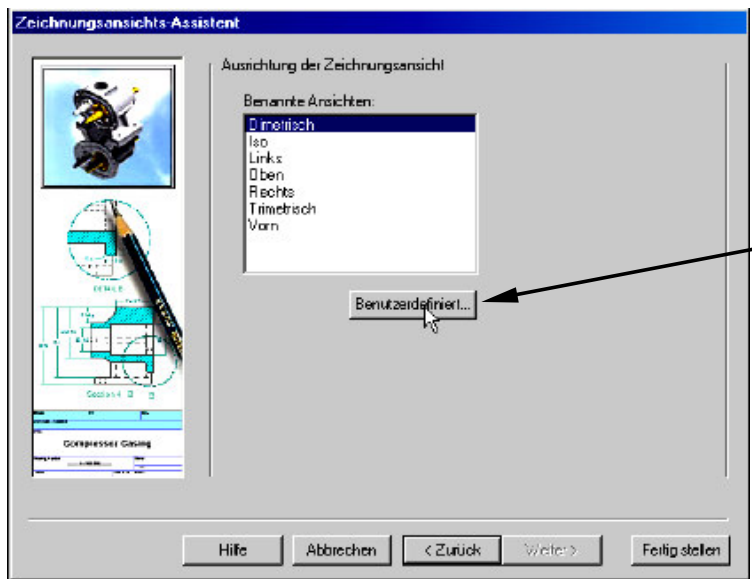 Zeichnungsansichts-Assistent
Ausrichtung der Zeichnungsansicht
Benannte Ansichten:
Dimetrisch
Iso
Links
Oben
Rechts
Trimetrisch
Vorn
Benutzerdefiniert...
DETAIL B
Compressor Casing
Hilfe
Abbrechen
< Zurück
Weiter >
Fertig stellen